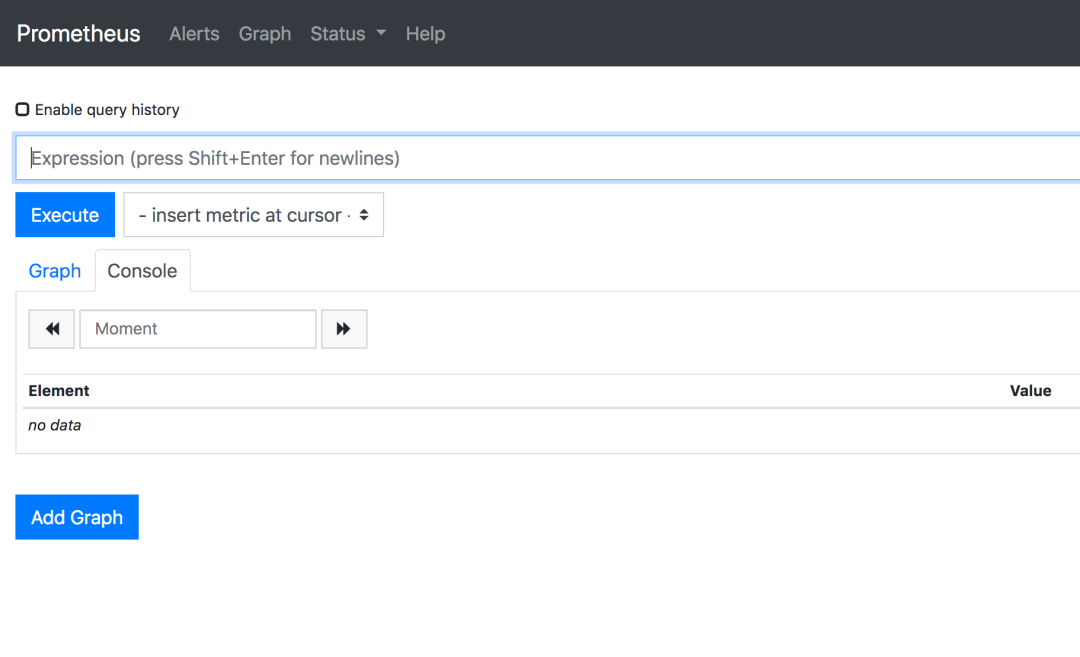 Prometheus Alerts Graph Status Help
Enable query history
Expression (press Shift+Enter for newlines)
Execute - insert metric at cursor ·
Graph Console
Moment
Element Value
no data
Add Graph